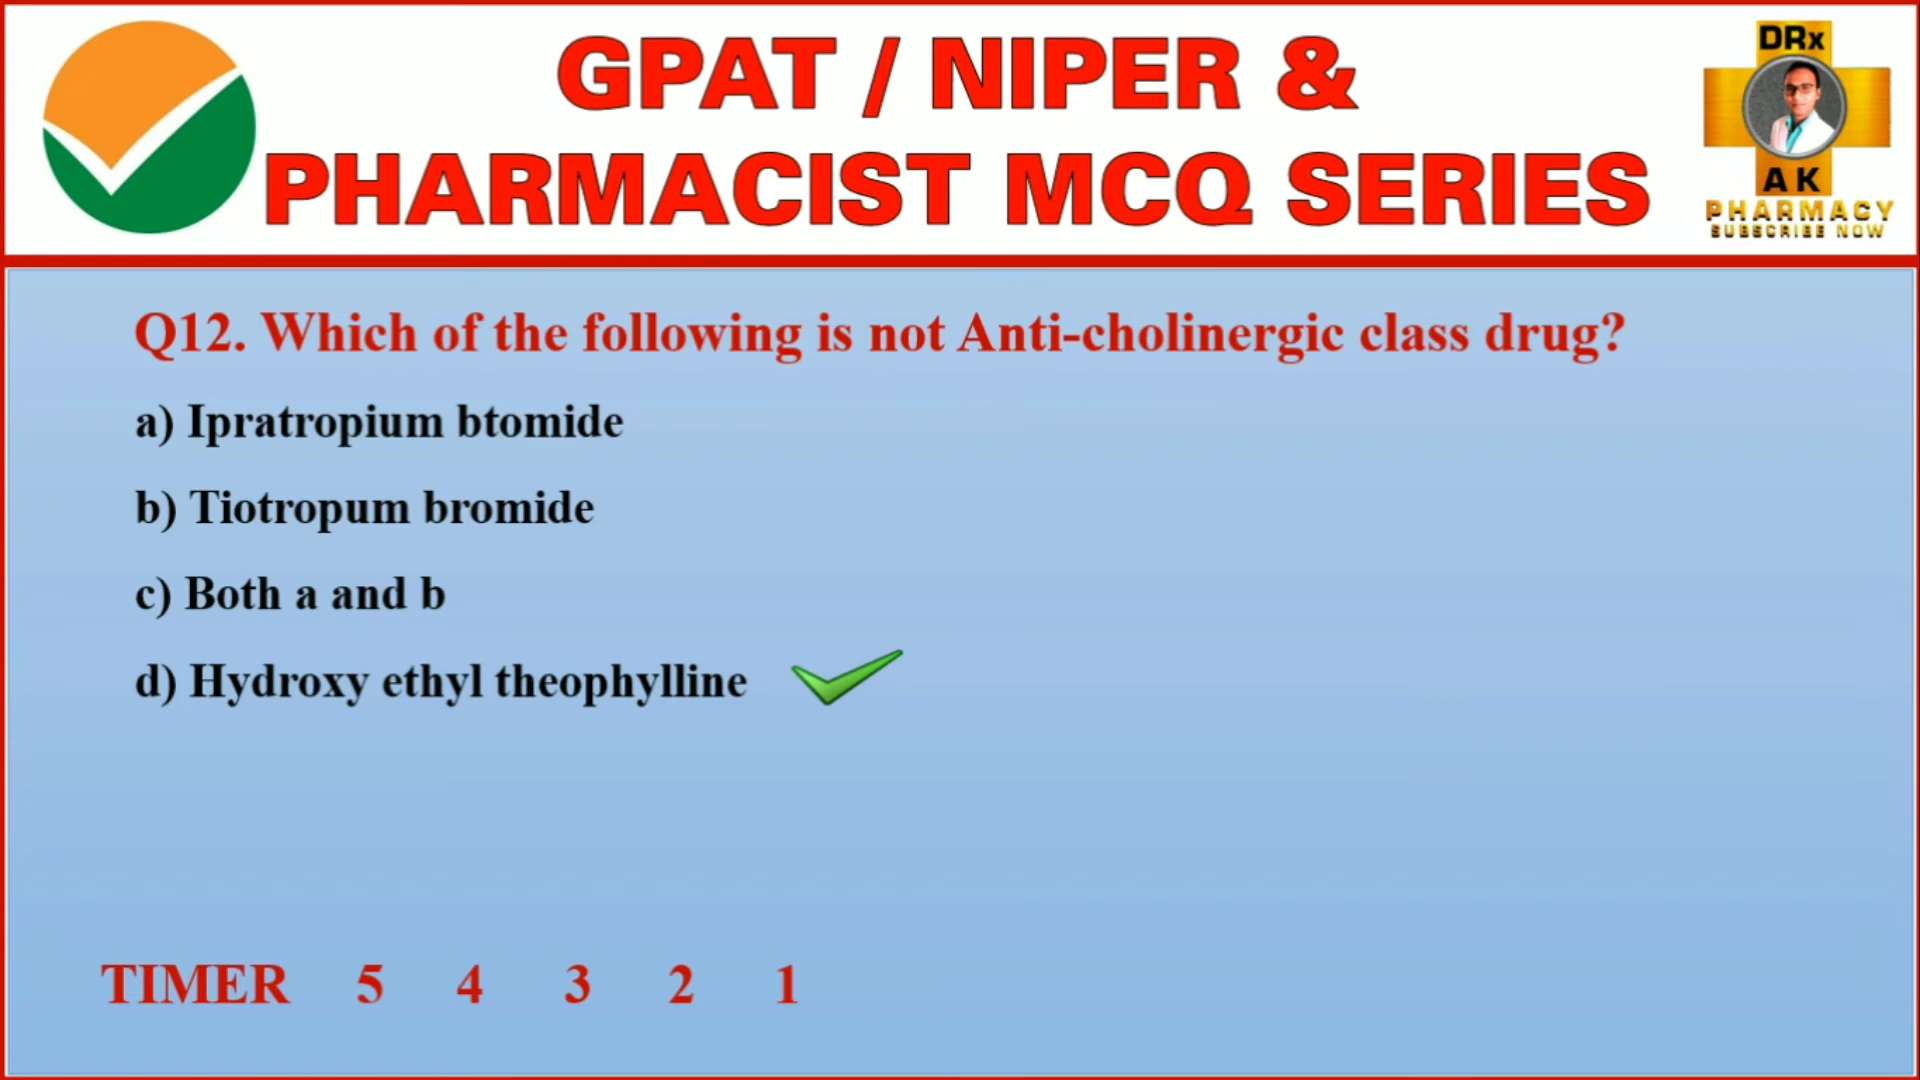 GPAT / NIPER &
PHARMACIST MCQ SERIES
DRx
AK
PHARMACY
SUBSCRIBE NOW
Q12. Which of the following is not Anti-cholinergic class drug?
a) Ipratropium btomide
b) Tiotropum bromide
c) Both a and b
d) Hydroxy ethyl theophylline
TIMER 5 4 3 2 1